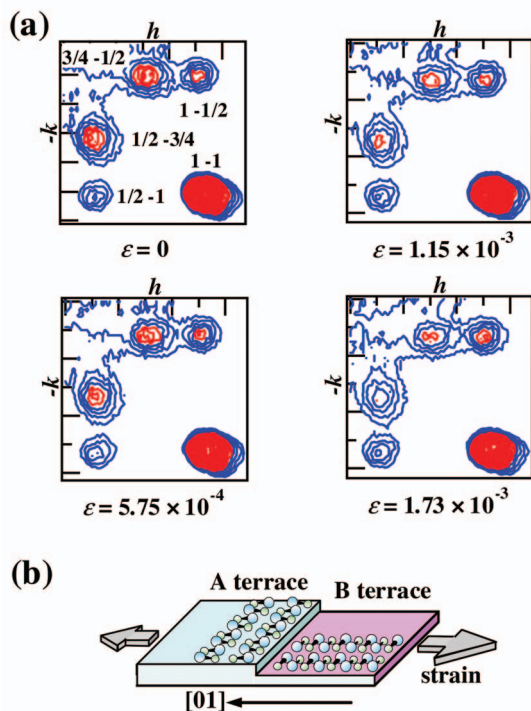 (a)
h
3/4 -1/2
1 -1/2
1/2 -3/4
1 -1
1/2 -1
-k
ε = 0
h
-k
ε = 1.15 × 10⁻³
h
-k
ε = 5.75 × 10⁻⁴
h
-k
ε = 1.73 × 10⁻³
(b)
A terrace
B terrace
strain
[01]